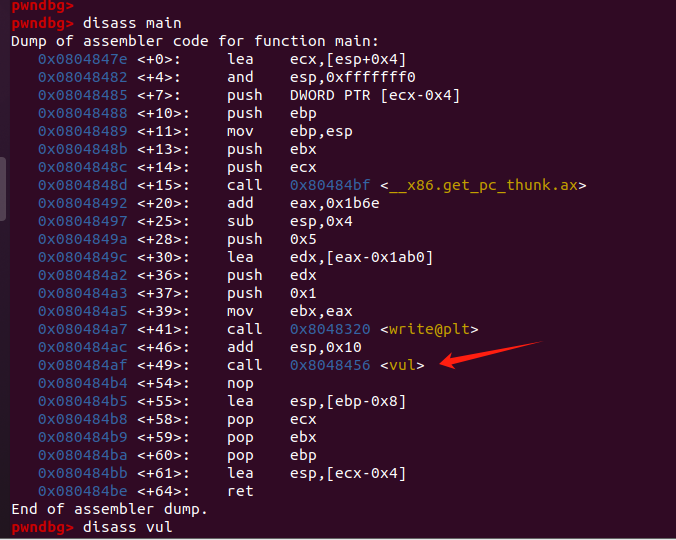 pwndbg>
pwndbg> disass main
Dump of assembler code for function main:
0x0804847e <+0>: lea ecx,[esp+0x4]
0x08048482 <+4>: and esp,0xfffffff0
0x08048485 <+7>: push DWORD PTR [ecx-0x4]
0x08048488 <+10>: push ebp
0x08048489 <+11>: mov ebp,esp
0x0804848b <+13>: push ebx
0x0804848c <+14>: push ecx
0x0804848d <+15>: call 0x80484bf <__x86.get_pc_thunk.ax>
0x08048492 <+20>: add eax,0x1b6e
0x08048497 <+25>: sub esp,0x4
0x0804849a <+28>: push 0x5
0x0804849c <+30>: lea edx,[eax-0x1ab0]
0x080484a2 <+36>: push edx
0x080484a3 <+37>: push 0x1
0x080484a5 <+39>: mov ebx,eax
0x080484a7 <+41>: call 0x8048320 <write@plt>
0x080484ac <+46>: add esp,0x10
0x080484af <+49>: call 0x8048456 <vul>
0x080484b4 <+54>: nop
0x080484b5 <+55>: lea esp,[ebp-0x8]
0x080484b8 <+58>: pop ecx
0x080484b9 <+59>: pop ebx
0x080484ba <+60>: pop ebp
0x080484bb <+61>: lea esp,[ecx-0x4]
0x080484be <+64>: ret
End of assembler dump.
pwndbg> disass vul